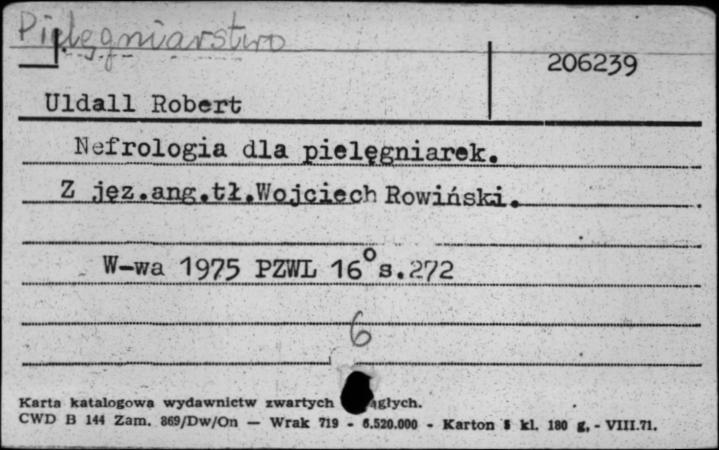 Pielęgniarstwo
206239
Uldall Robert
Nefrologia dla pielęgniarek.
Z jęz.ang.tł.Wojciech Rowiński.
W-wa 1975 PZWL 16° s.272
6
Karta katalogowa wydawnictw zwartych
CWD B 144 Zam. 869/Dw/On — Wrak 719 - 6.520.000 - Karton kl. 180 g, - VIII.71.